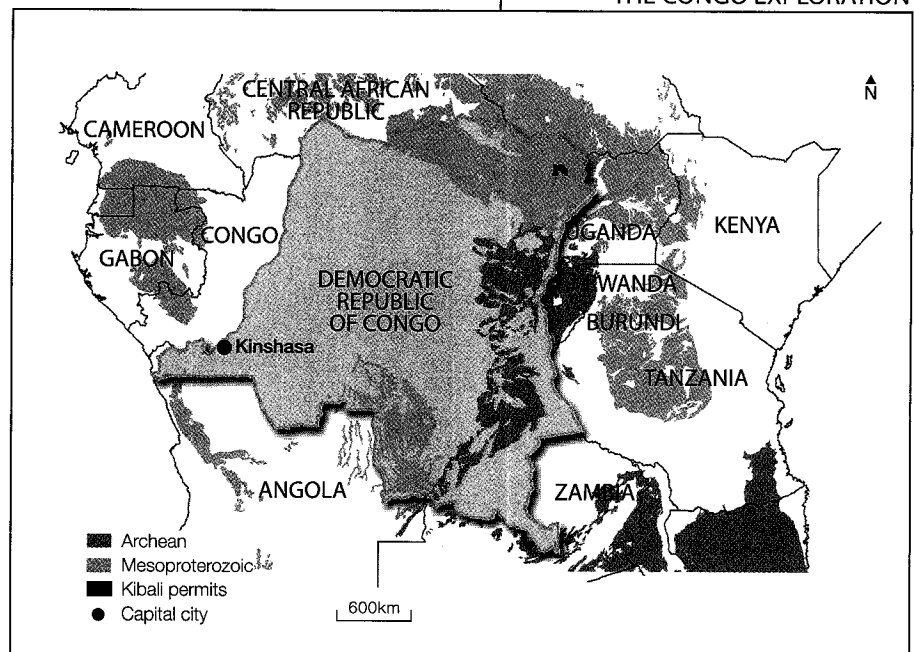 THE CONGO EXPLORATION
N
CENTRAL AFRICAN
REPUBLIC
CAMEROON
UGANDA
KENYA
CONGO
GABON
DEMOCRATIC
REPUBLIC
OF CONGO
WANDA
BURUNDI
Kinshasa
TANZANIA
ANGOLA
ZAMBIA
Archean
Mesoproterozoic
Kibali permits
Capital city
600km